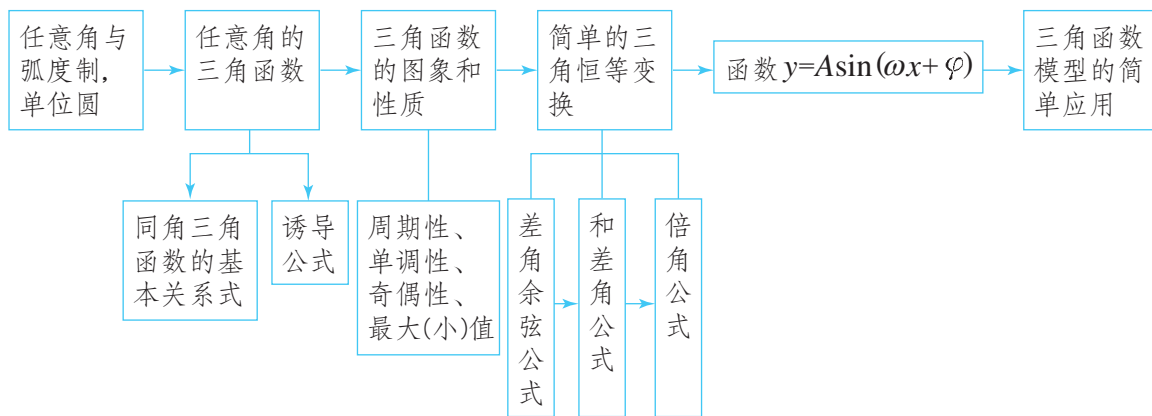 任意角与
弧度制,
单位圆
任意角的
三角函数
三角函数
的图象和
性质
简单的三
角恒等变
换
函数y=Asin(ωx+φ)
三角函数
模型的简
单应用
同角三角
函数的基
本关系式
诱导
公式
周期性、
单调性、
奇偶性、
最大(小)值
差角余弦公式
和差角公式
倍角公式